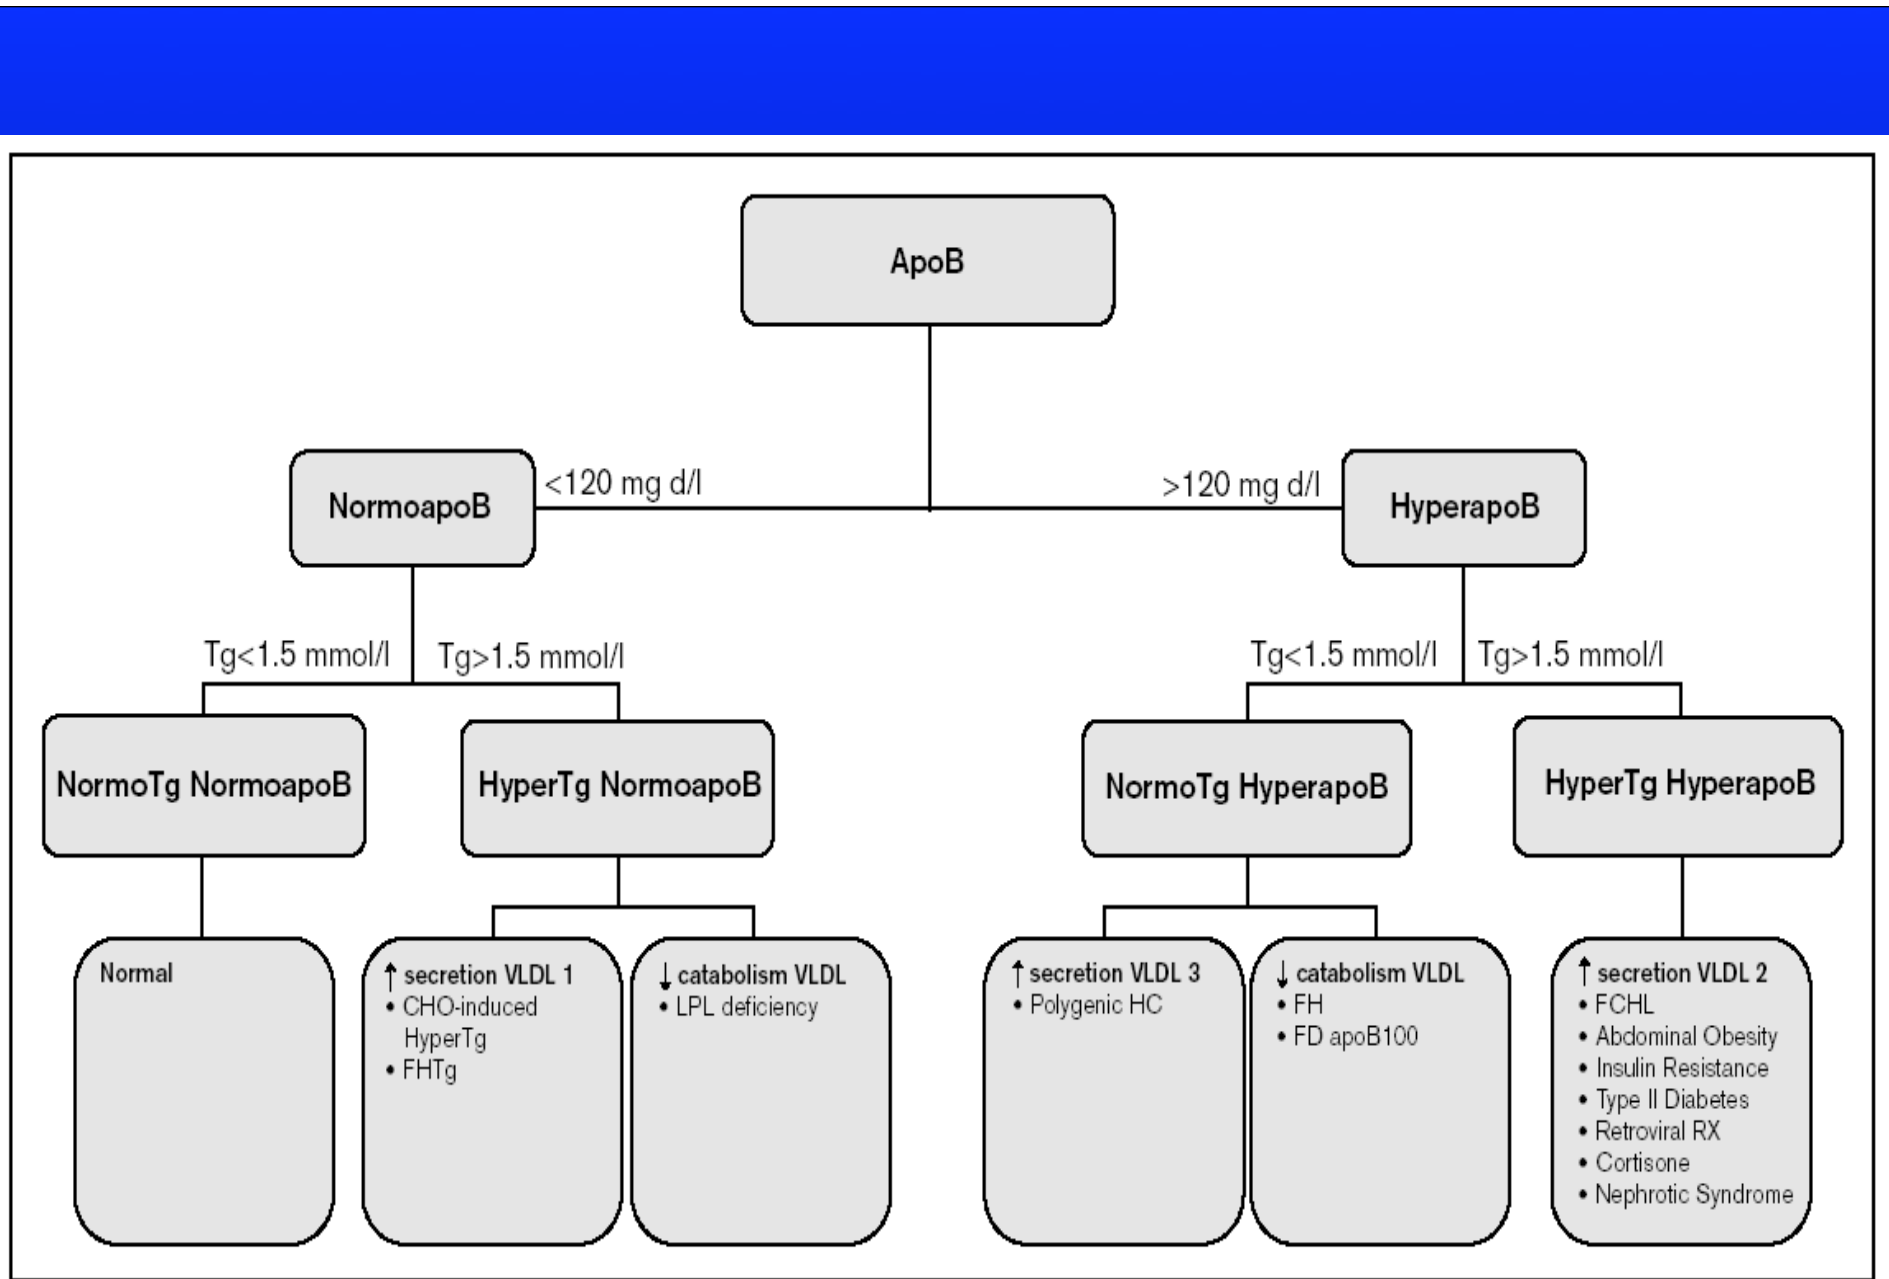 ApoB
NormoapoB
<120 mg d/l
>120 mg d/l
HyperapoB
Tg<1.5 mmol/l
Tg>1.5 mmol/l
Tg<1.5 mmol/l
Tg>1.5 mmol/l
NormoTg NormoapoB
HyperTg NormoapoB
NormoTg HyperapoB
HyperTg HyperapoB
Normal
↑ secretion VLDL 1
• CHO-induced
HyperTg
• FHTg
↓ catabolism VLDL
• LPL deficiency
↑ secretion VLDL 3
• Polygenic HC
↓ catabolism VLDL
• FH
• FD apoB100
↑ secretion VLDL 2
• FCHL
• Abdominal Obesity
• Insulin Resistance
• Type II Diabetes
• Retroviral RX
• Cortisone
• Nephrotic Syndrome